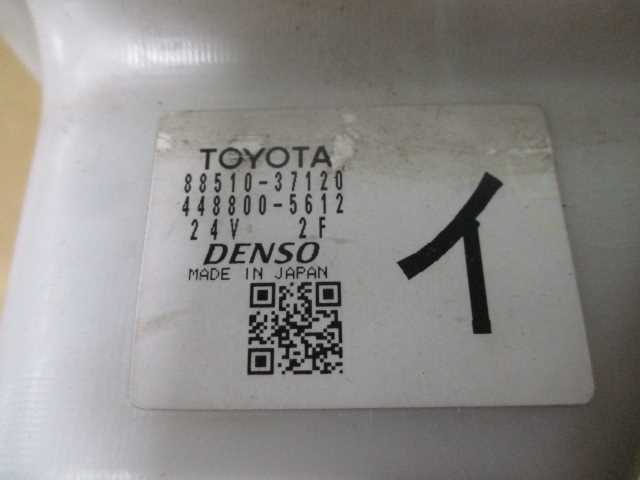 TOYOTA
88510-37120
448800-5612
24V 2F
DENSO
MADE IN JAPAN
イ